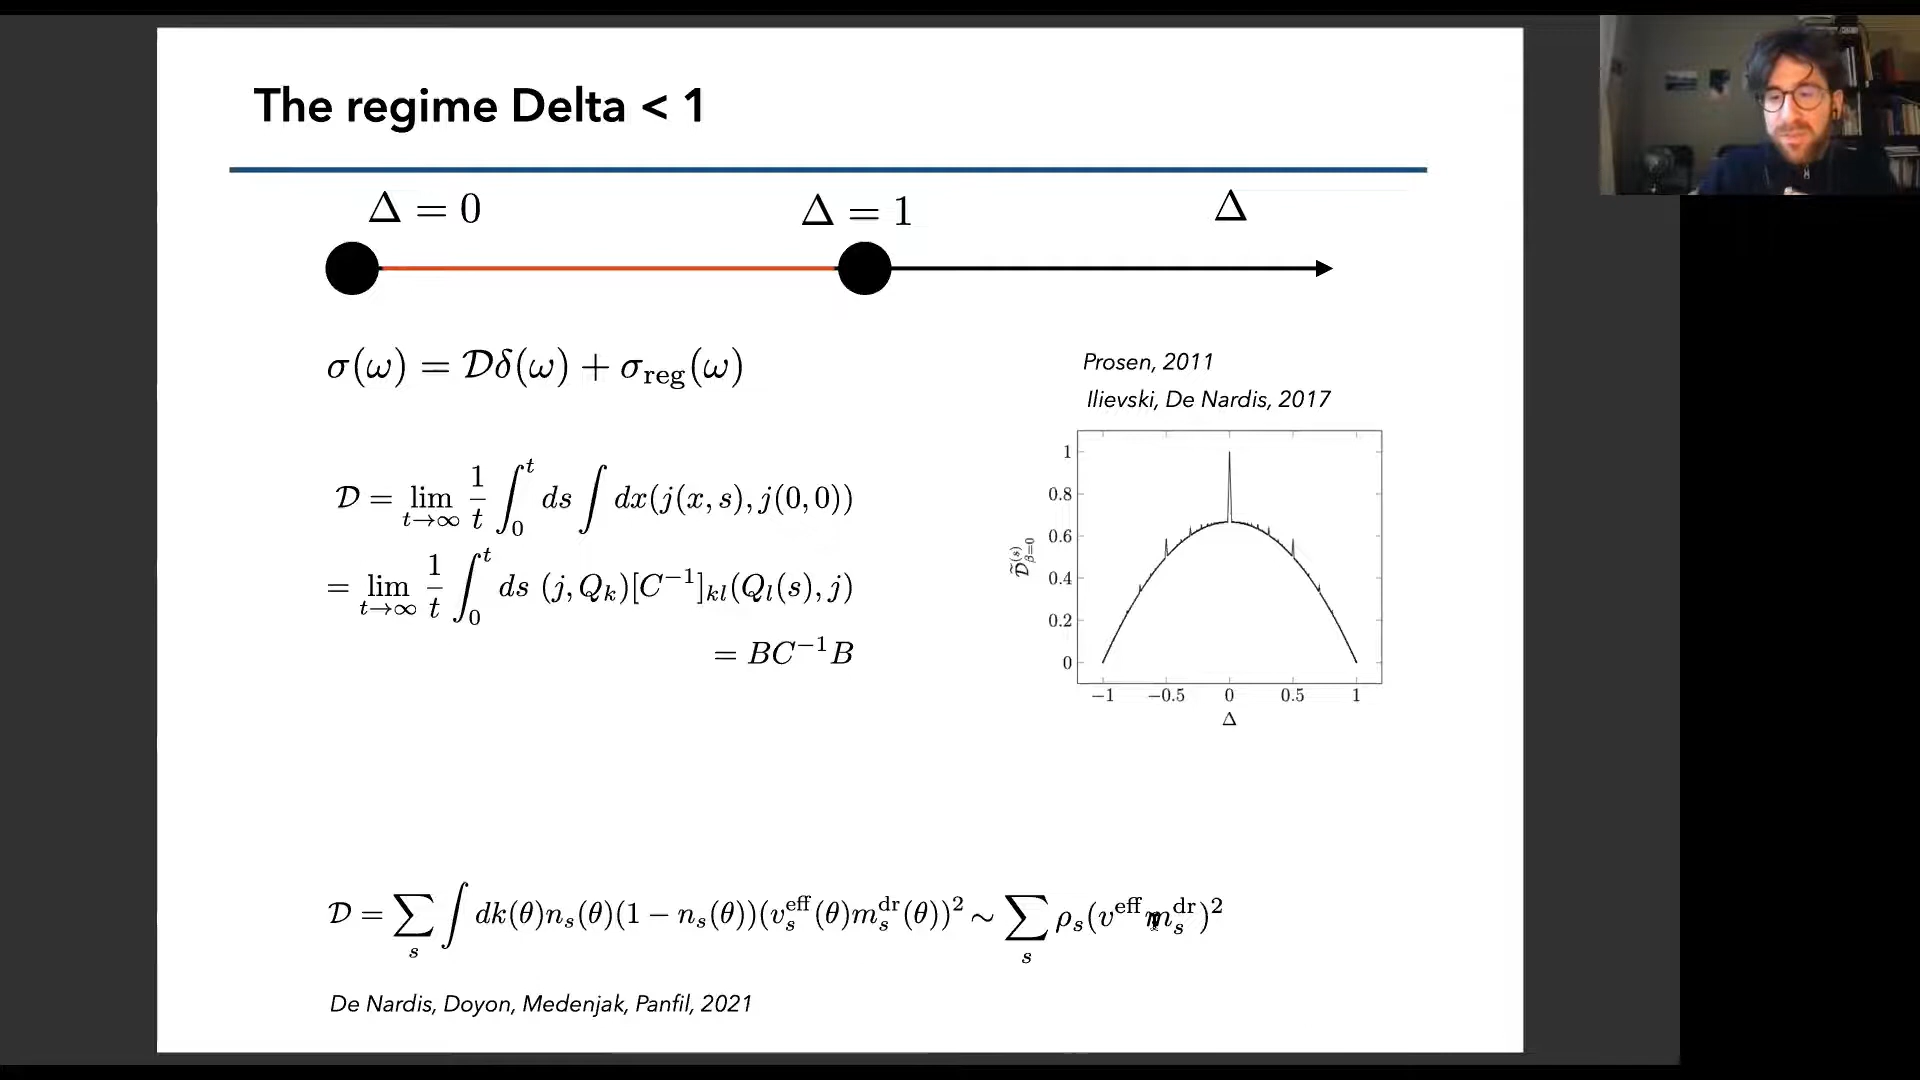 The regime Delta < 1
Δ = 0
Δ = 1
Δ
σ(ω) = 𝒟δ(ω) + σ_reg(ω)
Prosen, 2011
Ilievski, De Nardis, 2017
𝒟 = lim_{t→∞} 1/t ∫_0^t ds ∫ dx(j(x, s), j(0, 0))
= lim_{t→∞} 1/t ∫_0^t ds (j, Q_k)[C^{-1}]_{kl}(Q_l(s), j)
= BC^{-1}B
1
0.8
0.6
0.4
0.2
0
𝒟̃^{(s)}_{β=0}
−1 −0.5 0 0.5 1
Δ
𝒟 = ∑_s ∫ dk(θ)n_s(θ)(1 − n_s(θ))(v_s^{eff}(θ)m_s^{dr}(θ))^2 ∼ ∑_s ρ_s(v^{eff}m_s^{dr})^2
De Nardis, Doyon, Medenjak, Panfil, 2021